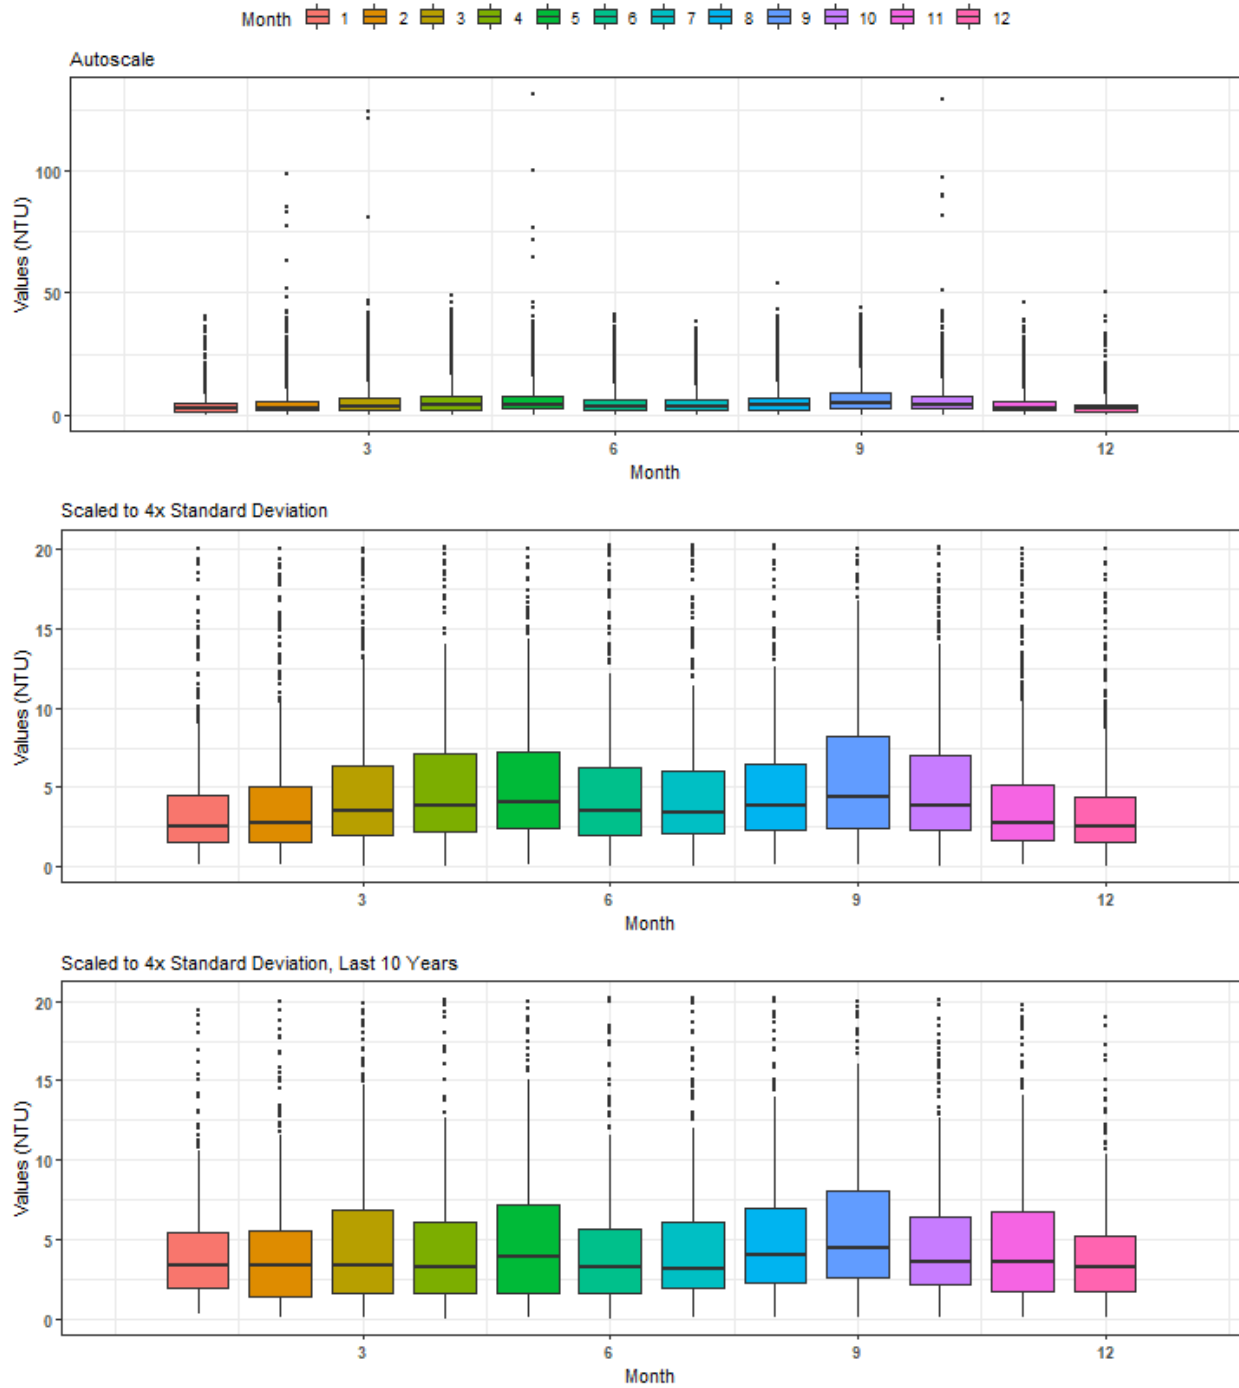 Month 1 2 3 4 5 6 7 8 9 10 11 12
Autoscale
Values (NTU)
100
50
0
3 6 9 12
Month
Scaled to 4x Standard Deviation
Values (NTU)
20
15
10
5
0
3 6 9 12
Month
Scaled to 4x Standard Deviation, Last 10 Years
Values (NTU)
20
15
10
5
0
3 6 9 12
Month